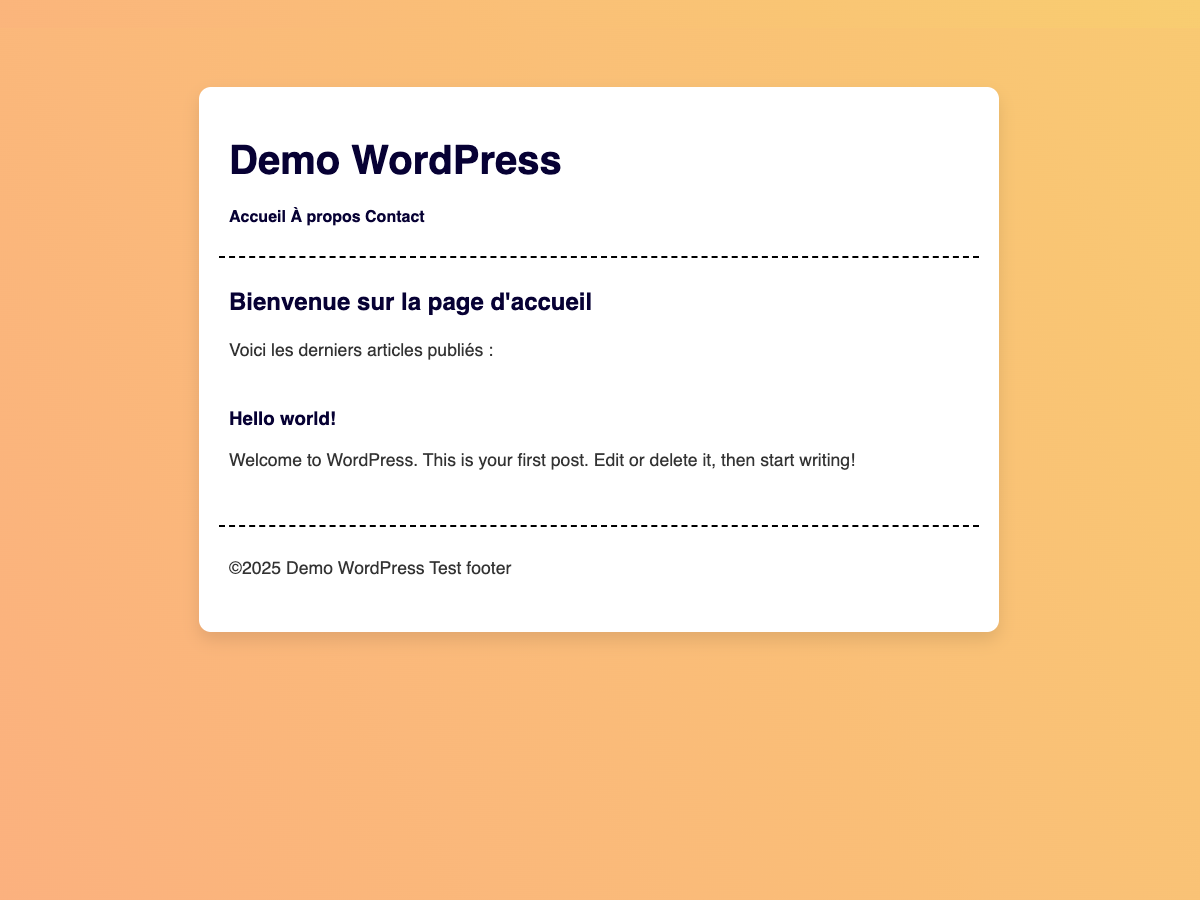 Demo WordPress
Accueil À propos Contact
Bienvenue sur la page d'accueil
Voici les derniers articles publiés :
Hello world!
Welcome to WordPress. This is your first post. Edit or delete it, then start writing!
©2025 Demo WordPress Test footer